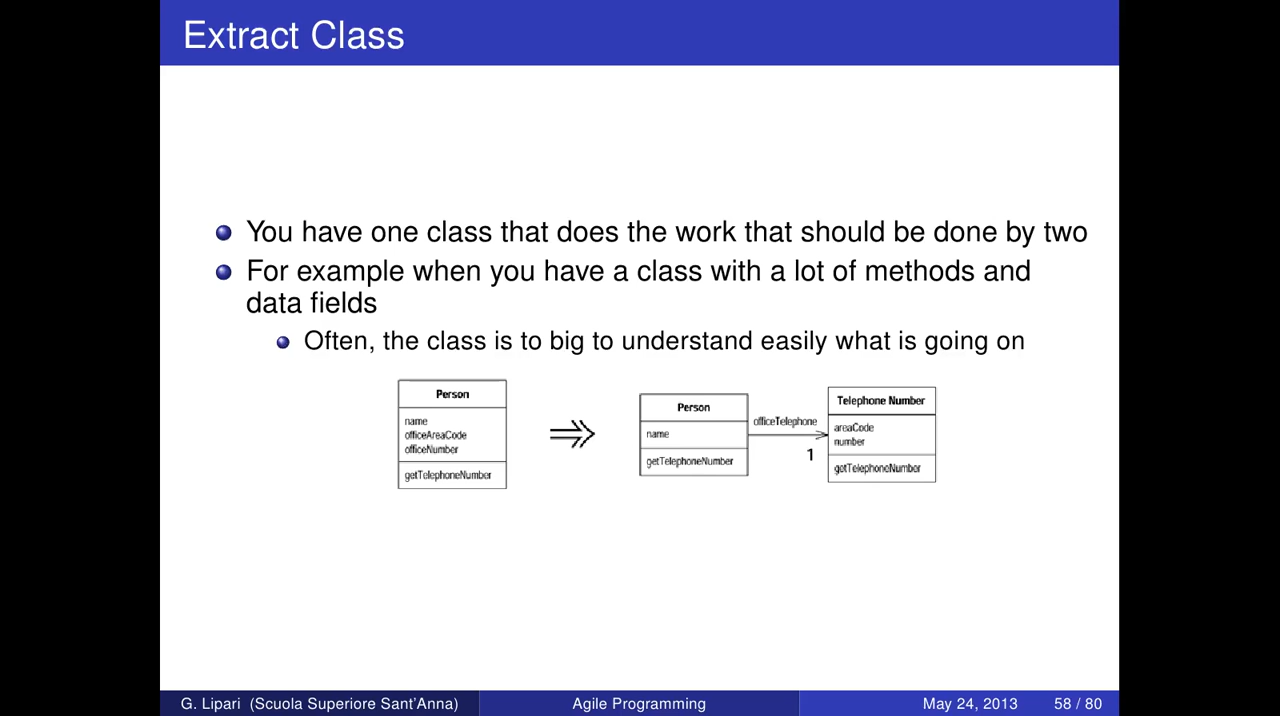 Extract Class
You have one class that does the work that should be done by two
For example when you have a class with a lot of methods and
data fields
Often, the class is to big to understand easily what is going on
Person
name
officeAreaCode
officeNumber
getTelephoneNumber
Person
name
getTelephoneNumber
officeTelephone
1
Telephone Number
areaCode
number
getTelephoneNumber
G. Lipari (Scuola Superiore Sant'Anna)
Agile Programming
May 24, 2013
58 / 80